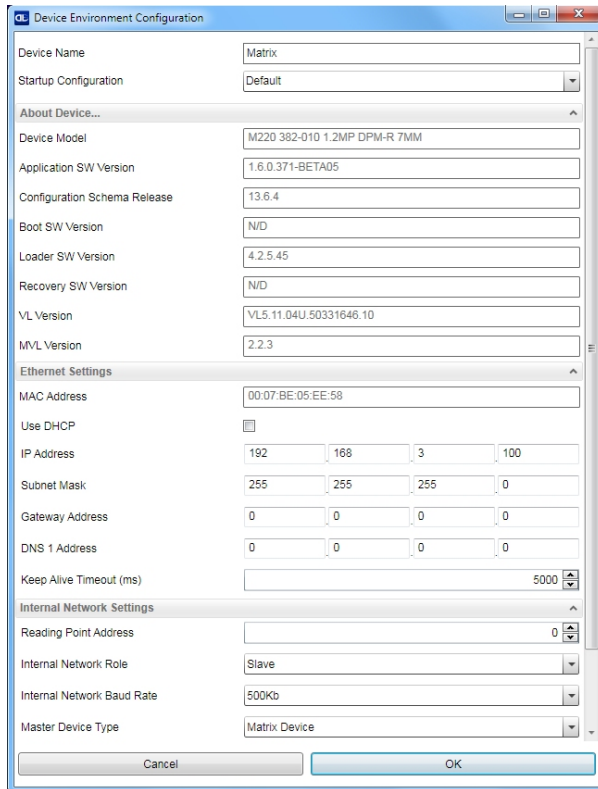 DL Device Environment Configuration
Device Name Matrix
Startup Configuration Default
About Device...
Device Model M220 382-010 1.2MP DPM-R 7MM
Application SW Version 1.6.0.371-BETA05
Configuration Schema Release 13.6.4
Boot SW Version N/D
Loader SW Version 4.2.5.45
Recovery SW Version N/D
VL Version VL5.11.04U.50331646.10
MVL Version 2.2.3
Ethernet Settings
MAC Address 00:07:BE:05:EE:58
Use DHCP
IP Address 192 . 168 . 3 . 100
Subnet Mask 255 . 255 . 255 . 0
Gateway Address 0 . 0 . 0 . 0
DNS 1 Address 0 . 0 . 0 . 0
Keep Alive Timeout (ms) 5000
Internal Network Settings
Reading Point Address 0
Internal Network Role Slave
Internal Network Baud Rate 500Kb
Master Device Type Matrix Device
Cancel OK